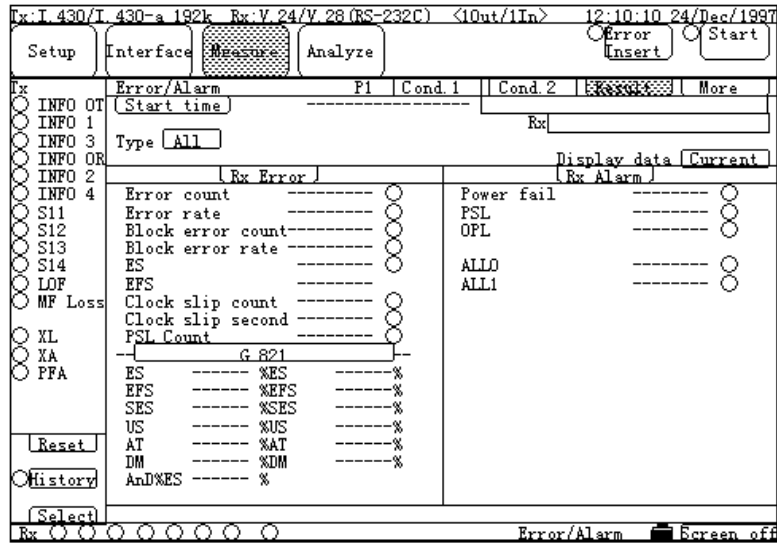 Tx:I.430/I.430-a 192k Rx:V.24/V.28(RS-232C) <1Out/1In> 12:10:10 24/Dec/1997
Setup Interface Measure Analyze Error Insert Start
Tx
INFO OT
INFO 1
INFO 3
INFO OR
INFO 2
INFO 4
S11
S12
S13
S14
LOF
MF Loss
XL
XA
PFA
Reset
History
Select
Error/Alarm P1 Cond.1 Cond.2 Result More
Start time ------------------
Rx
Type All
Display data Current
Rx Error
Error count ---------
Error rate ---------
Block error count---------
Block error rate ---------
ES ---------
EFS ---------
Clock slip count ---------
Clock slip second ---------
PSL Count ---------
G.821
ES ------ %ES ------%
EFS ------ %EFS ------%
SES ------ %SES ------%
US ------ %US ------%
AT ------ %AT ------%
DM ------ %DM ------%
AnD%ES ------ %
Rx Alarm
Power fail --------
PSL --------
OPL --------
ALL0 --------
ALL1 --------
Rx Error/Alarm Screen off